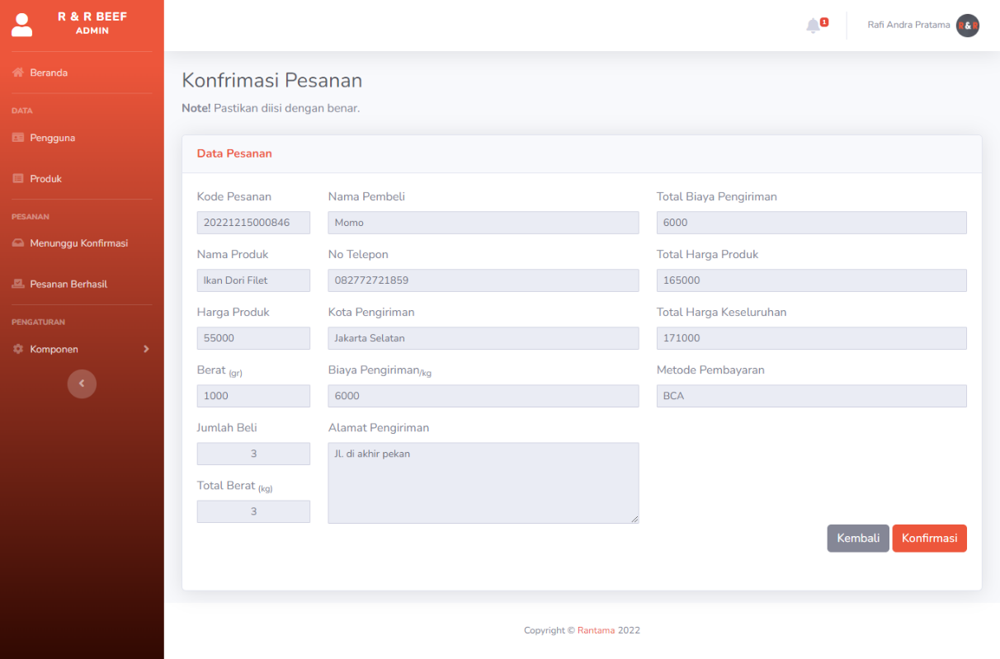 R & R BEEF
ADMIN
Beranda
DATA
Pengguna
Produk
PESANAN
Menunggu Konfirmasi
Pesanan Berhasil
PENGATURAN
Komponen
1
Rafi Andra Pratama
R&R
Konfrimasi Pesanan
Note! Pastikan diisi dengan benar.
Data Pesanan
Kode Pesanan
20221215000846
Nama Produk
Ikan Dori Filet
Harga Produk
55000
Berat (gr)
1000
Jumlah Beli
3
Total Berat (kg)
3
Nama Pembeli
Momo
No Telepon
082772721859
Kota Pengiriman
Jakarta Selatan
Biaya Pengiriman/kg
6000
Alamat Pengiriman
Jl. di akhir pekan
Total Biaya Pengiriman
6000
Total Harga Produk
165000
Total Harga Keseluruhan
171000
Metode Pembayaran
BCA
Kembali
Konfirmasi
Copyright © Rantama 2022